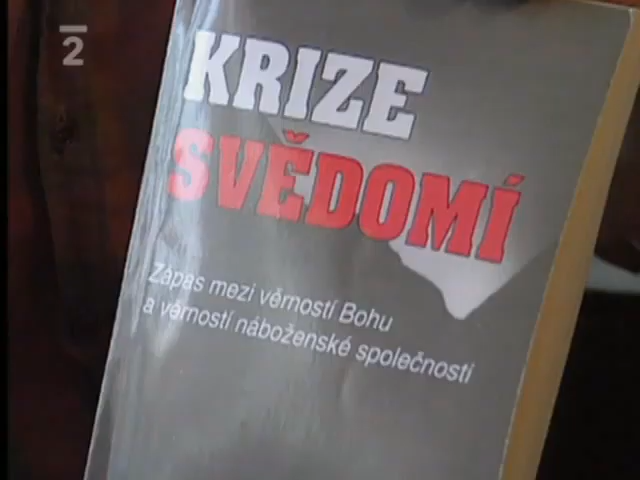 2
KRIZE
SVĚDOMÍ
Zápas mezi věrností Bohu
a věrností náboženské společnosti